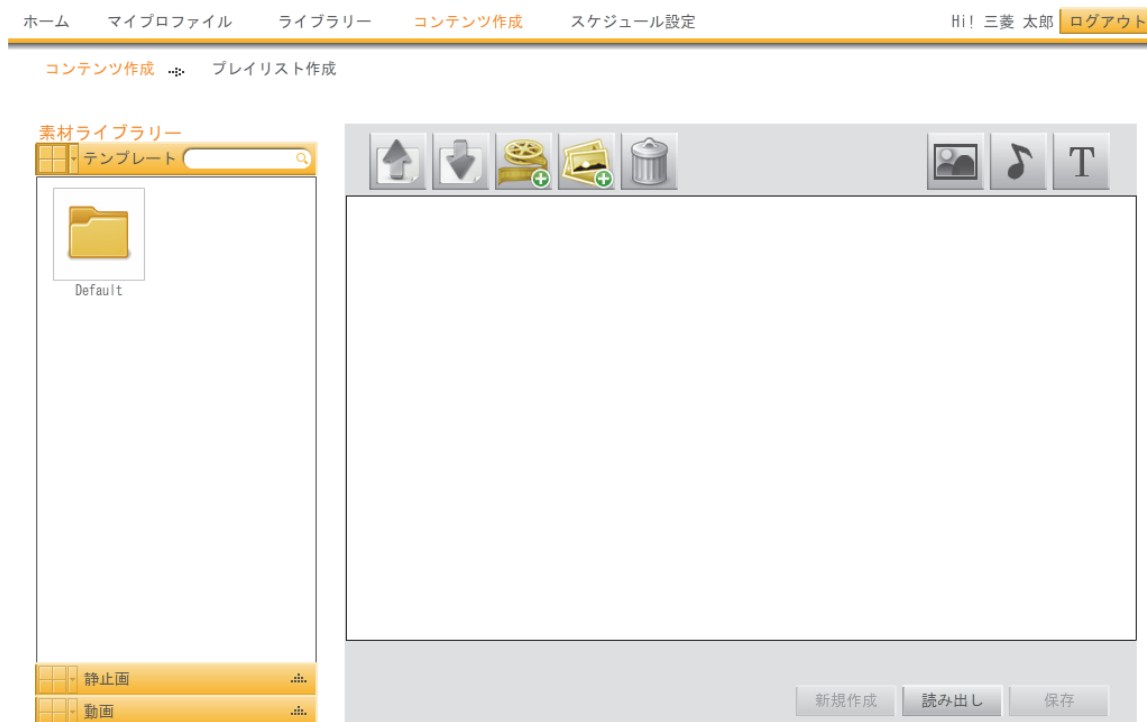 ホーム マイプロファイル ライブラリー コンテンツ作成 スケジュール設定 Hi! 三菱 太郎 ログアウト
コンテンツ作成 プレイリスト作成
素材ライブラリー
テンプレート
T
Default
静止画
動画
新規作成 読み出し 保存